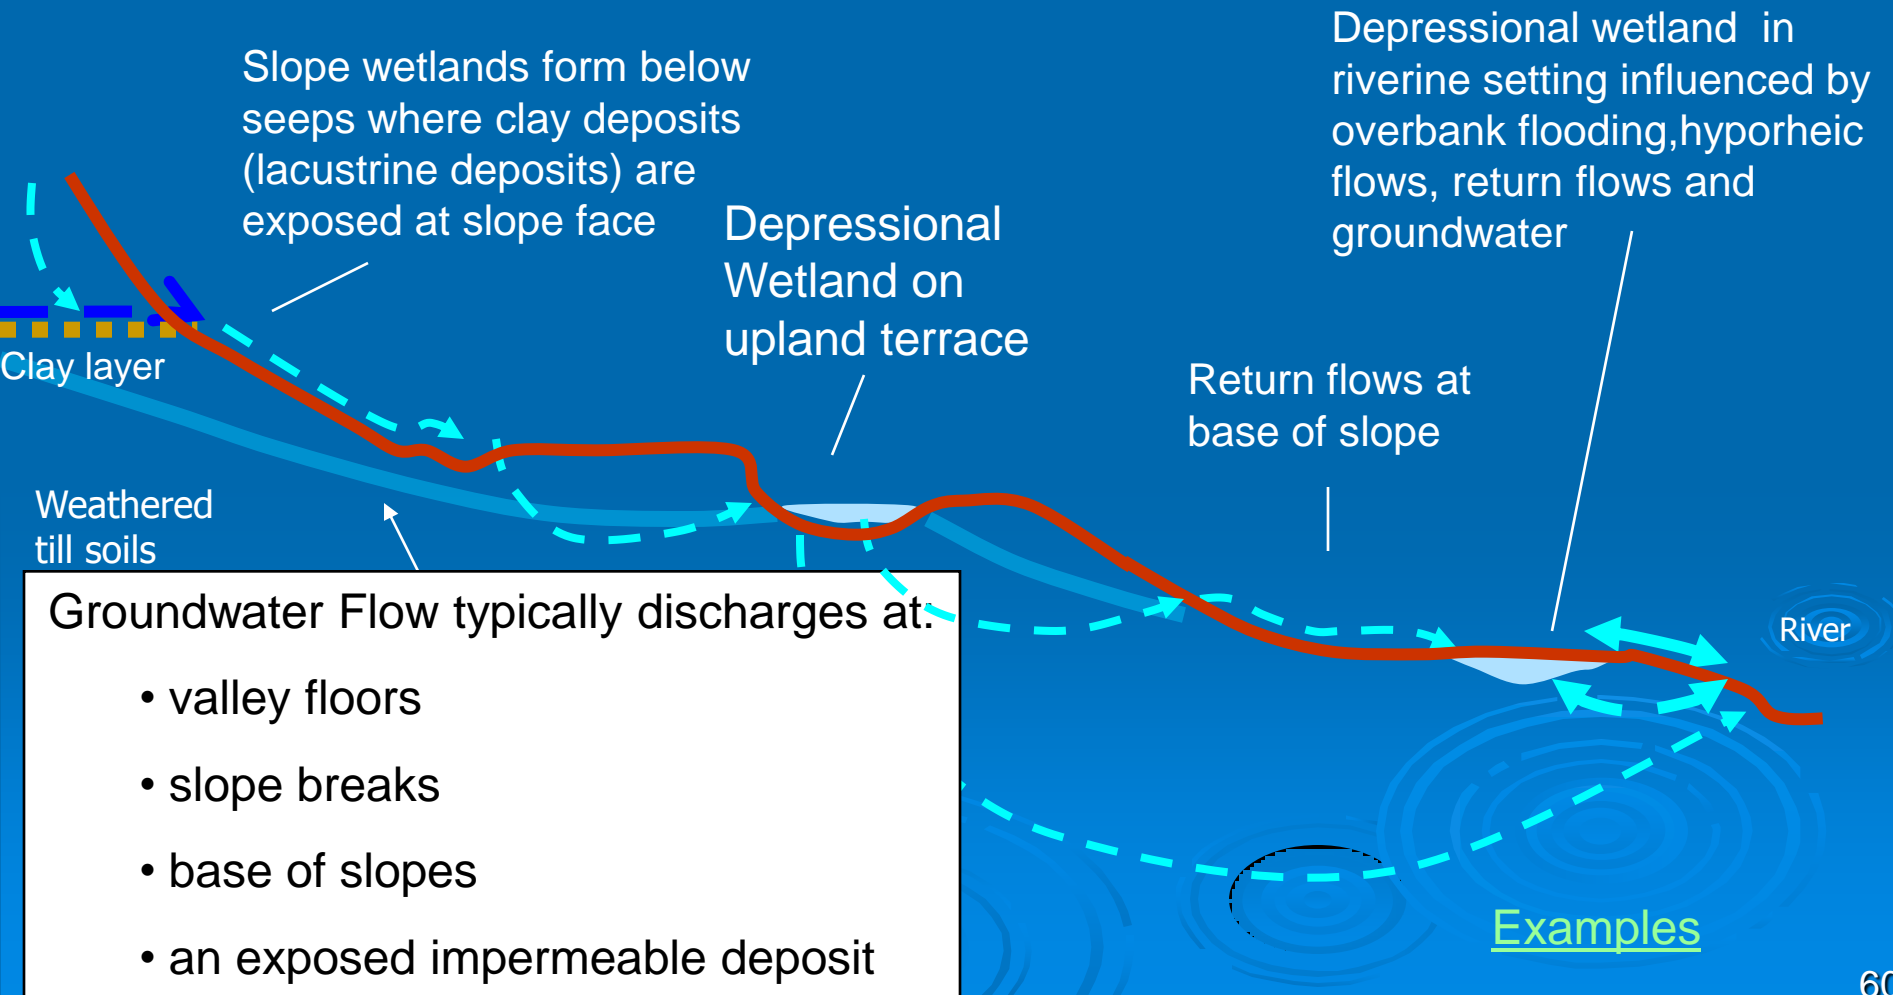 Slope wetlands form below
seeps where clay deposits
(lacustrine deposits) are
exposed at slope face
Depressional
Wetland on
upland terrace
Depressional wetland  in
riverine setting influenced by
overbank flooding,hyporheic
flows, return flows and
groundwater
Clay layer
Return flows at
base of slope
Weathered
till soils
River
Groundwater Flow typically discharges at:
• valley floors
• slope breaks
• base of slopes
• an exposed impermeable deposit
Examples
60